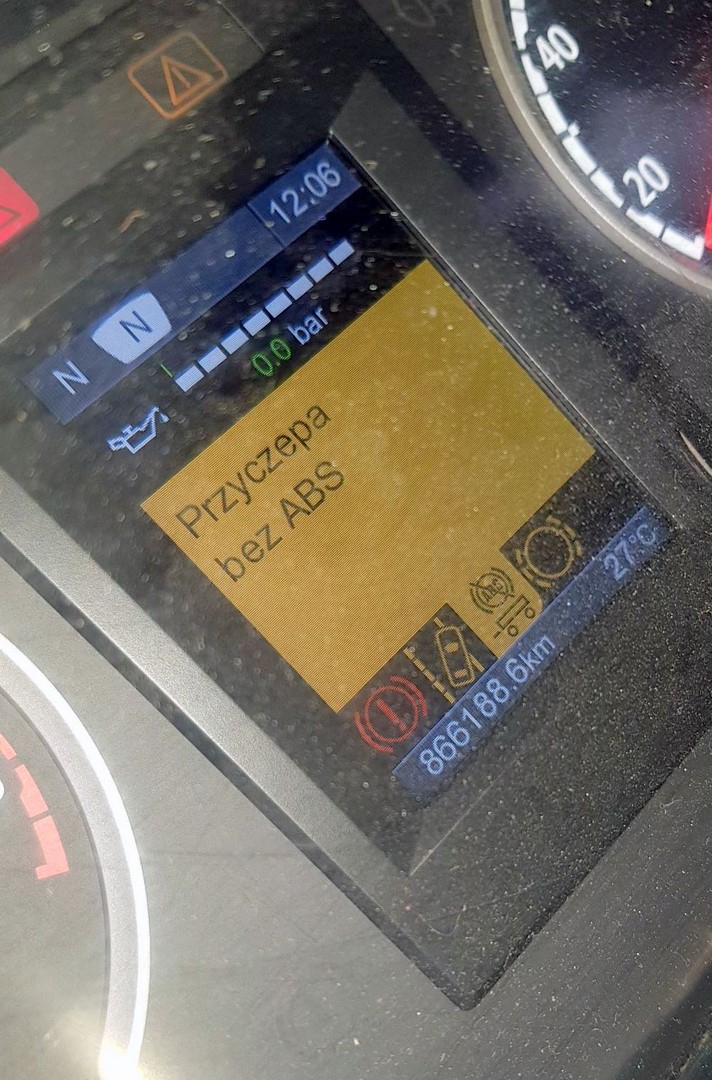 40
20
12:06
N N
0.0 bar
Przyczepa
bez ABS
ABS
27°C
866188.6km